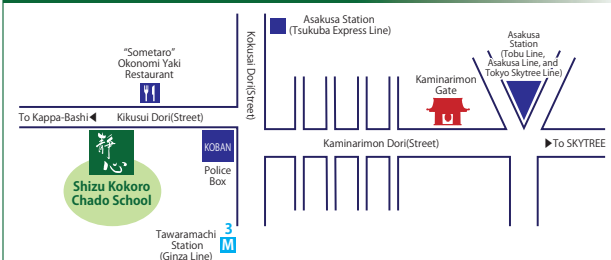 Asakusa Station
(Tsukuba Express Line)
Kokusai Dori(Street)
Asakusa
Station
(Tobu Line,
Asakusa Line, and
Tokyo Skytree Line)
"Sometaro"
Okonomi Yaki
Restaurant
Kaminarimon
Gate
To Kappa-Bashi◀
Kikusui Dori(Street)
静心
KOBAN
Kaminarimon Dori(Street)
▶To SKYTREE
Police
Box
Shizu Kokoro
Chado School
3
M
Tawaramachi
Station
(Ginza Line)